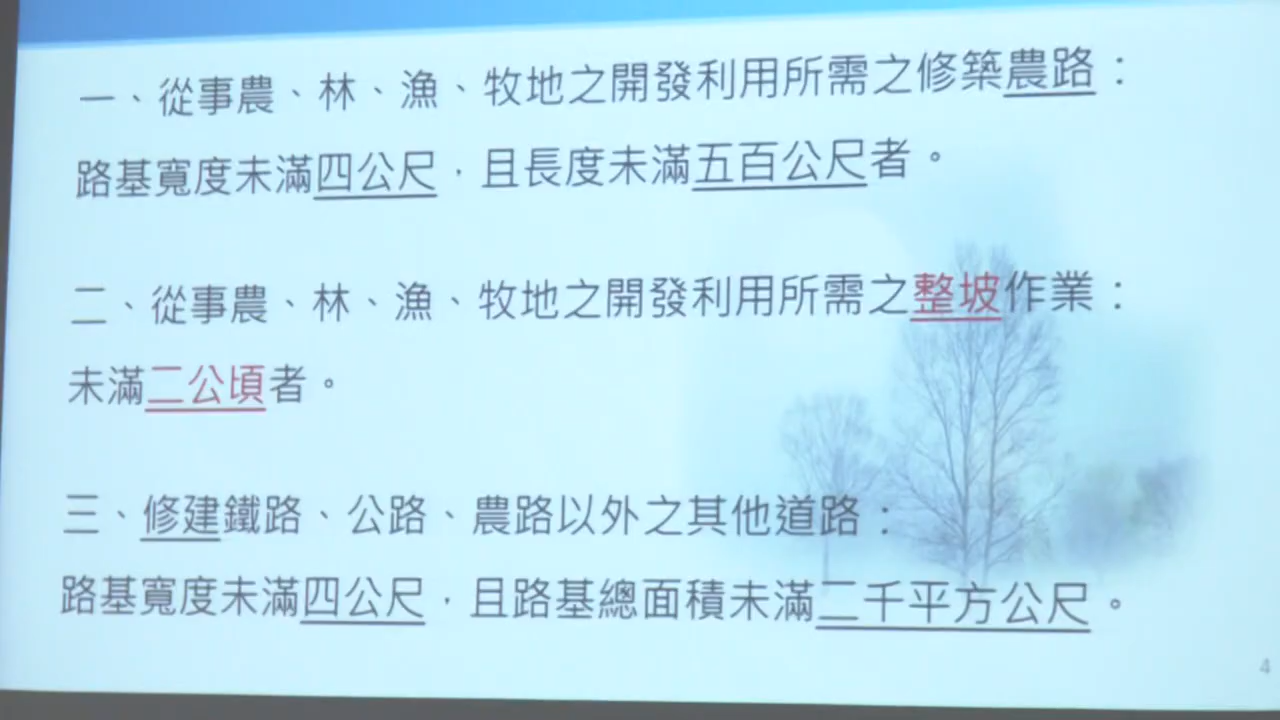 一、從事農、林、漁、牧地之開發利用所需之修築農路：
路基寬度未滿四公尺，且長度未滿五百公尺者。
二、從事農、林、漁、牧地之開發利用所需之整坡作業：
未滿二公頃者。
三、修建鐵路、公路、農路以外之其他道路：
路基寬度未滿四公尺，且路基總面積未滿二千平方公尺。
4